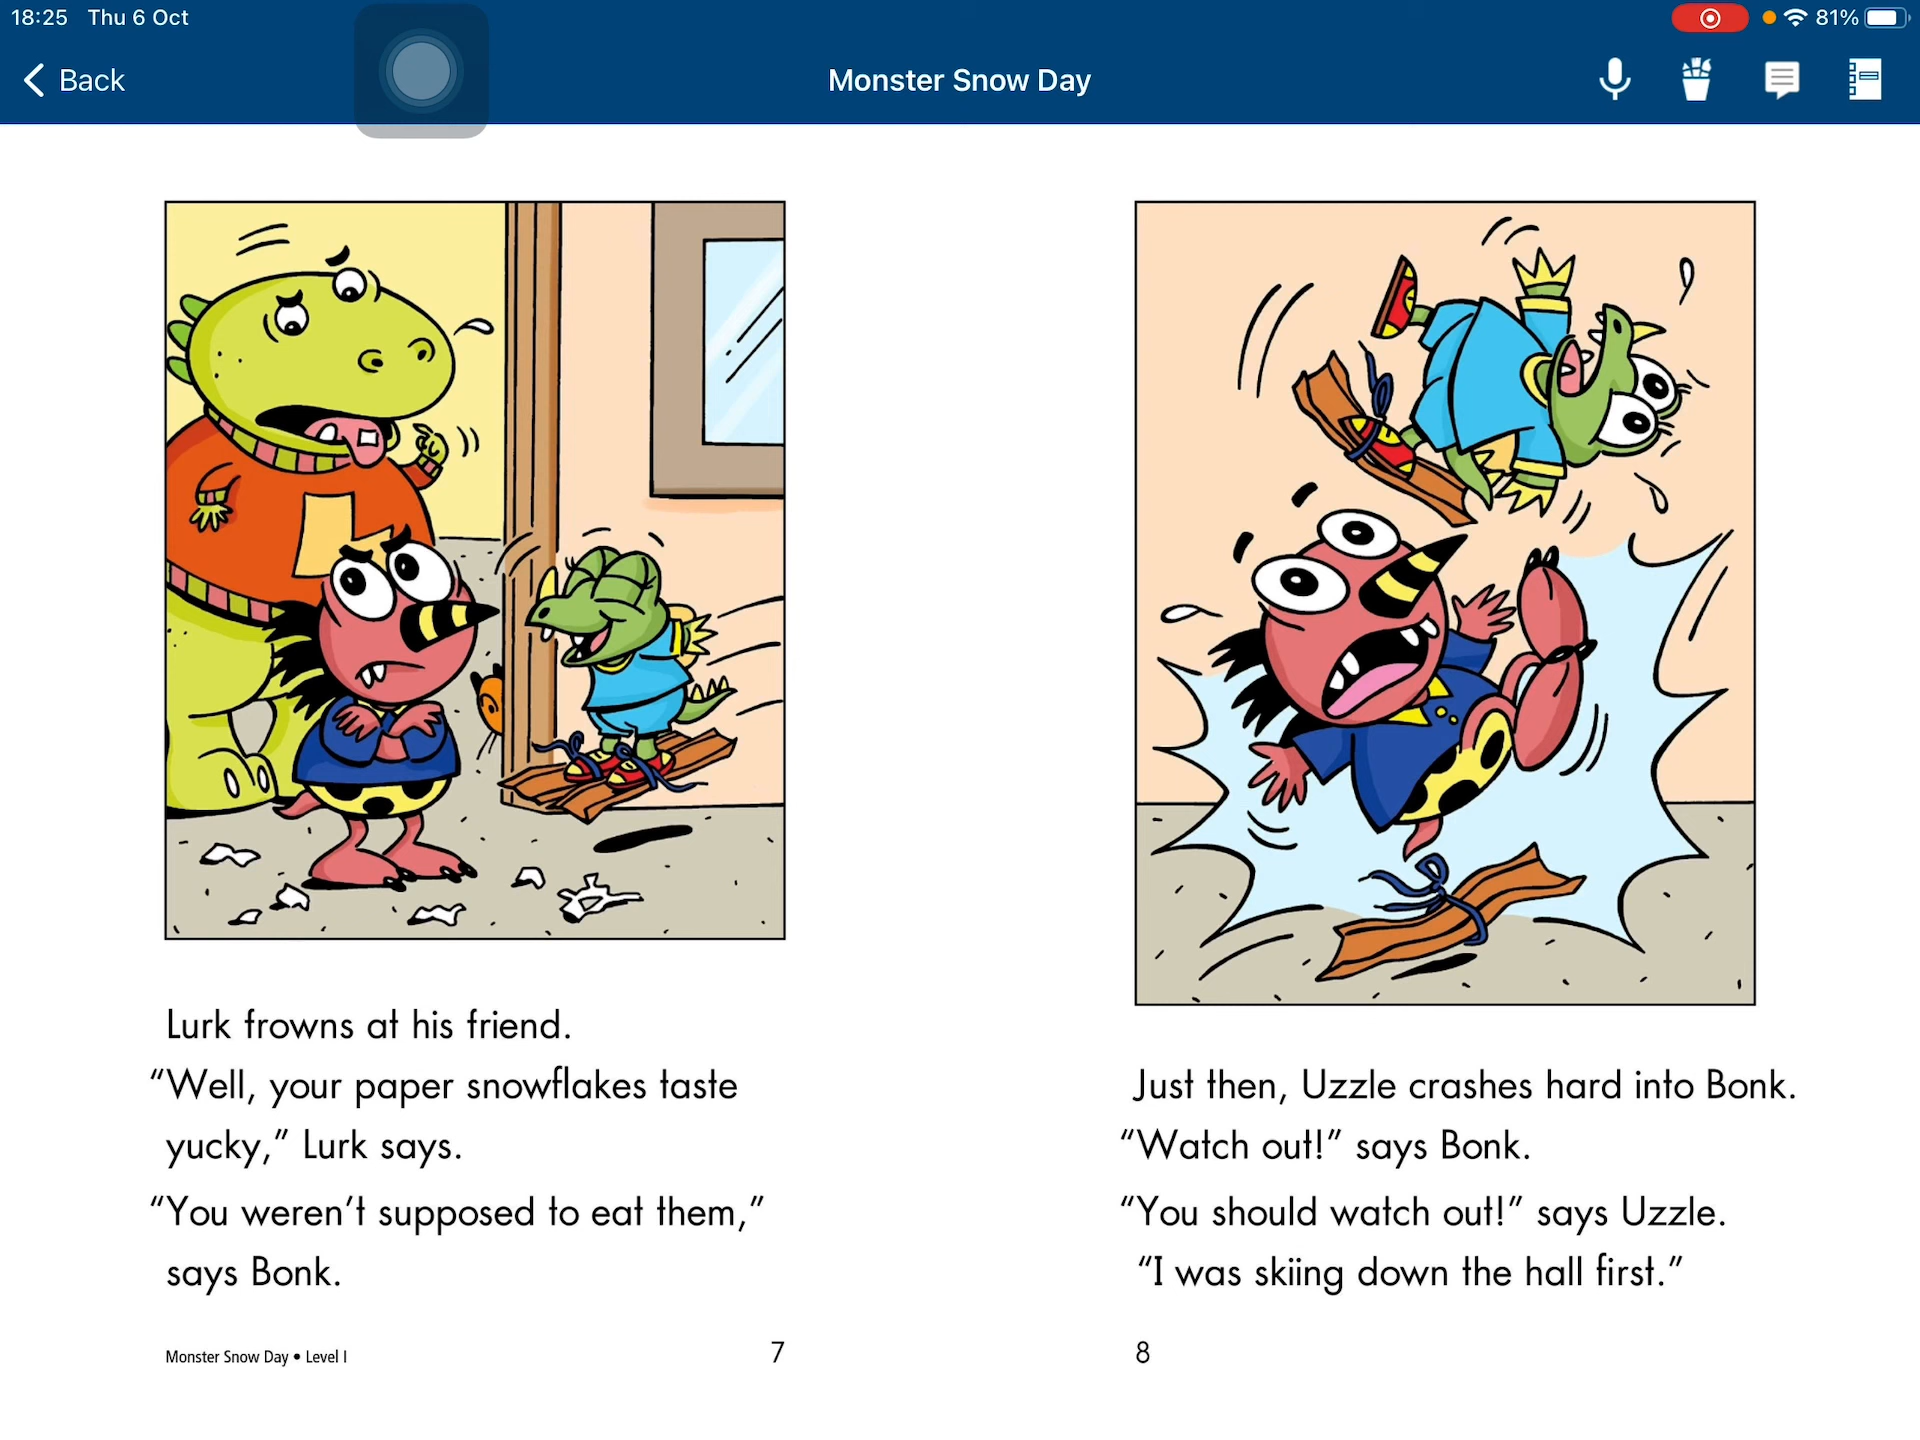 18:25 Thu 6 Oct
81%
Back
Monster Snow Day
L
Lurk frowns at his friend.
“Well, your paper snowflakes taste
yucky,” Lurk says.
“You weren’t supposed to eat them,”
says Bonk.
Monster Snow Day • Level I
7
Just then, Uzzle crashes hard into Bonk.
“Watch out!” says Bonk.
“You should watch out!” says Uzzle.
“I was skiing down the hall first.”
8